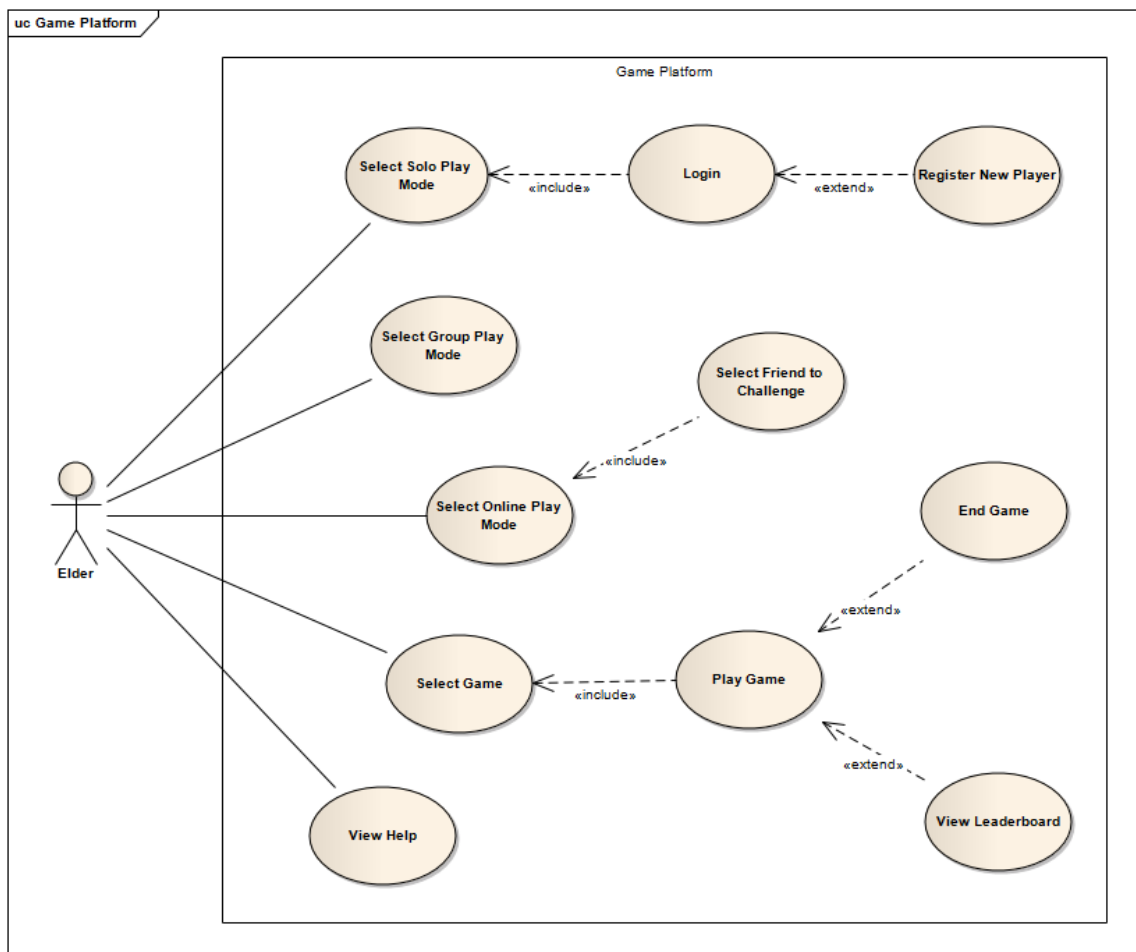 uc Game Platform
Game Platform
Select Solo Play
Mode
«include»
Login
«extend»
Register New Player
Select Group Play
Mode
Select Friend to
Challenge
«include»
Select Online Play
Mode
End Game
Elder
«extend»
Select Game
«include»
Play Game
«extend»
View Help
View Leaderboard